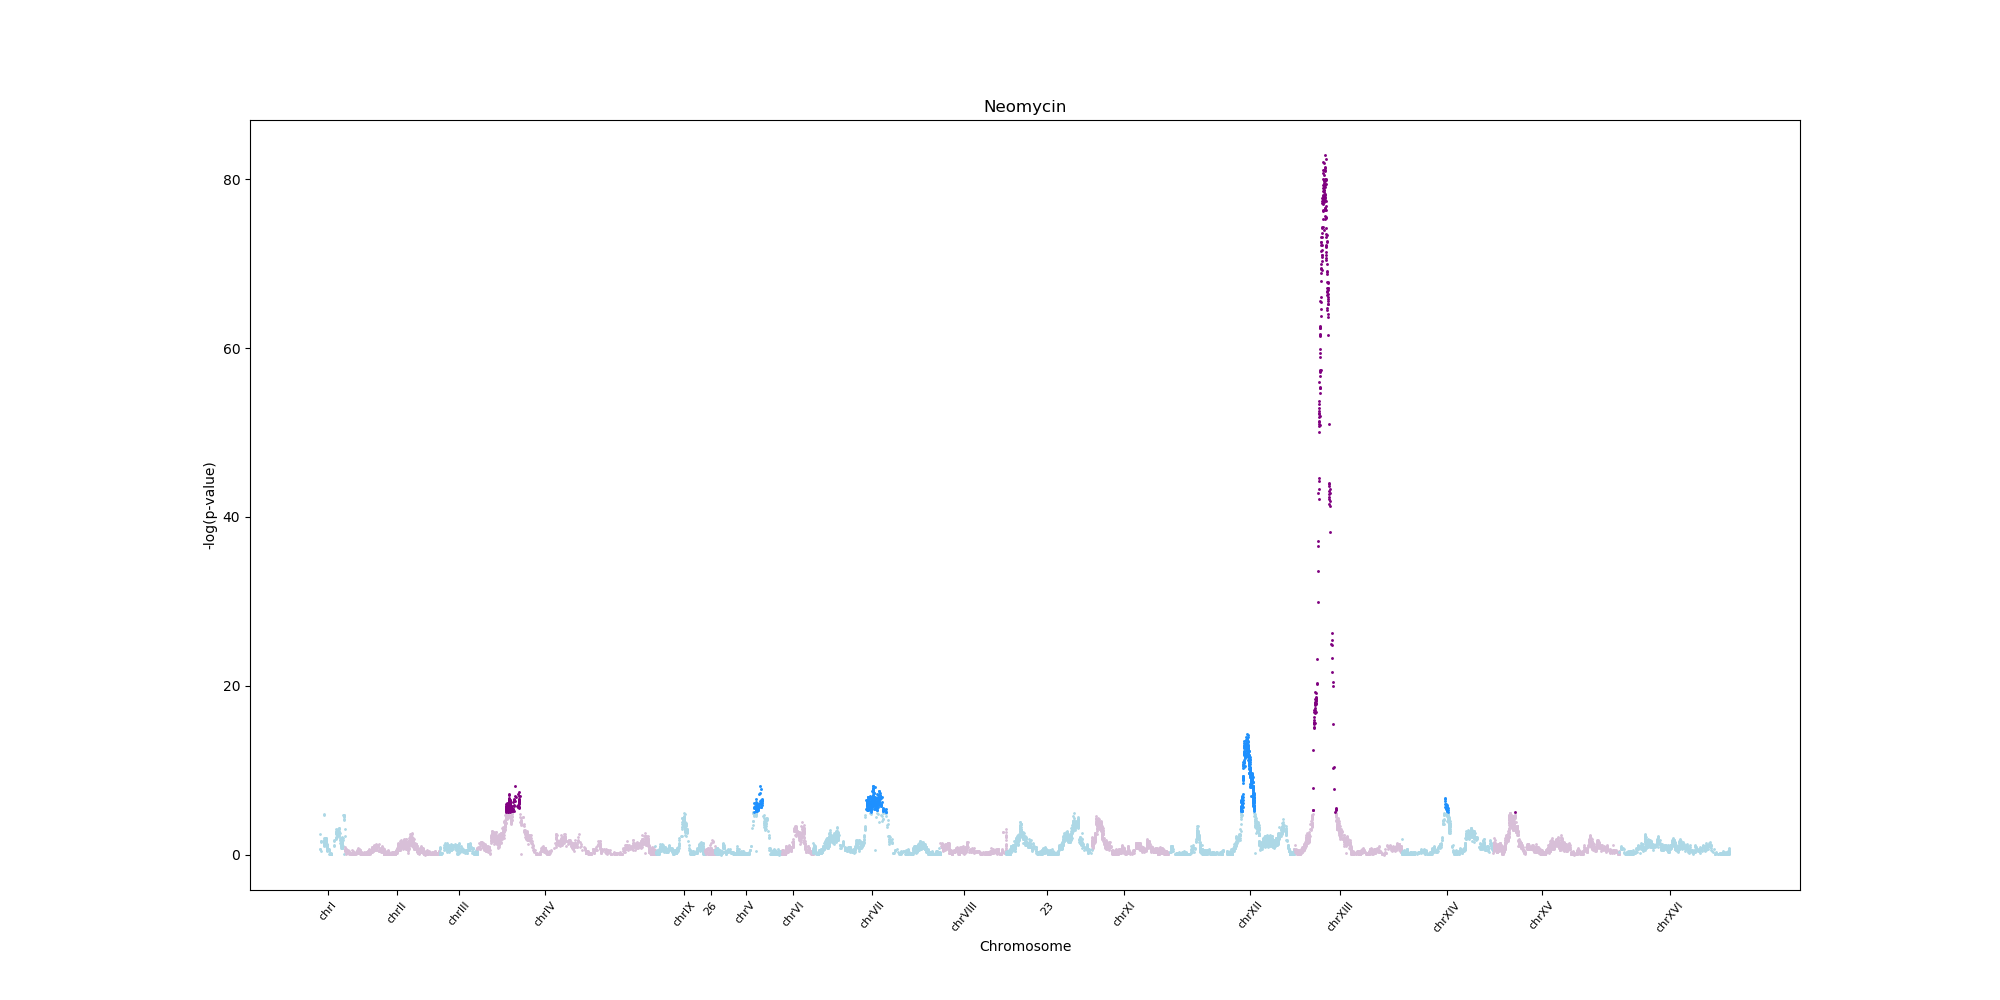 Neomycin
-log(p-value)
80
60
40
20
0
chrI
chrII
chrIII
chrIV
chrIX
26
chrV
chrVI
chrVII
chrVIII
23
chrXI
chrXII
chrXIII
chrXIV
chrXV
chrXVI
Chromosome